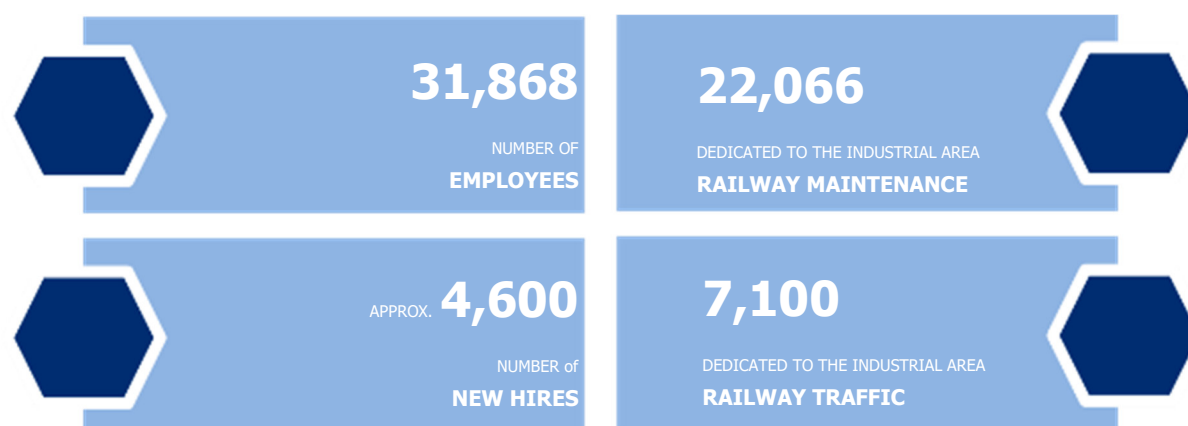 31,868
NUMBER OF
EMPLOYEES
22,066
DEDICATED TO THE INDUSTRIAL AREA
RAILWAY MAINTENANCE
APPROX. 4,600
NUMBER of
NEW HIRES
7,100
DEDICATED TO THE INDUSTRIAL AREA
RAILWAY TRAFFIC